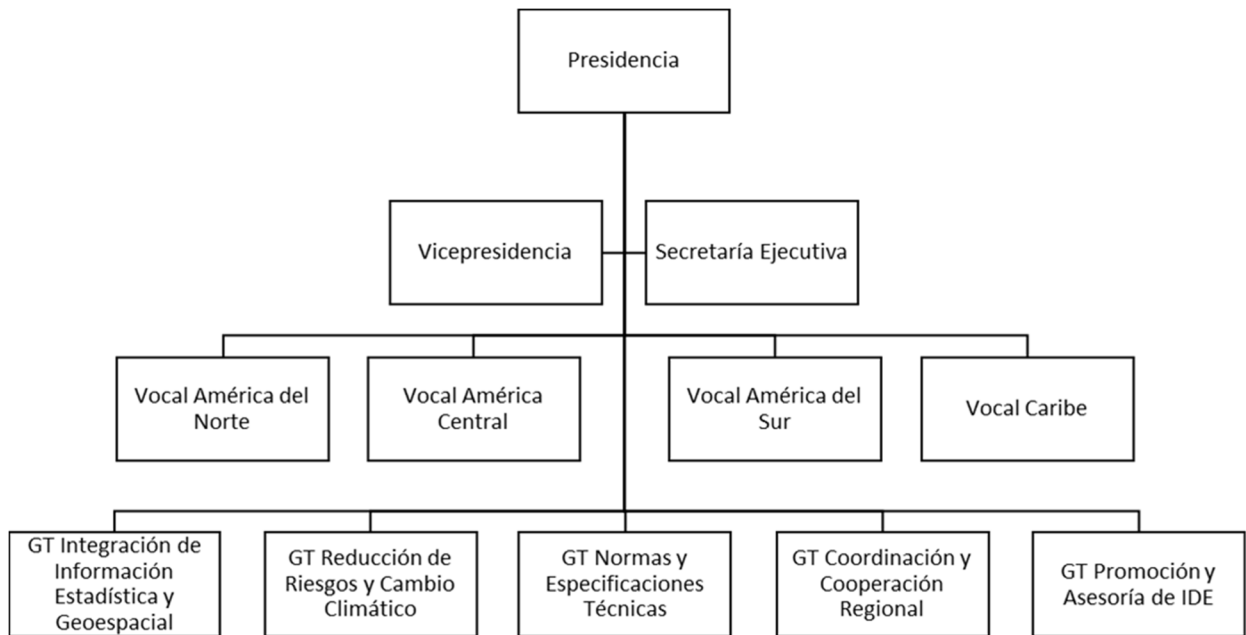 Presidencia
Vicepresidencia
Secretaría Ejecutiva
Vocal América del
Norte
Vocal América
Central
Vocal América del
Sur
Vocal Caribe
GT Integración de
Información
Estadística y
Geoespacial
GT Reducción de
Riesgos y Cambio
Climático
GT Normas y
Especificaciones
Técnicas
GT Coordinación y
Cooperación
Regional
GT Promoción y
Asesoría de IDE